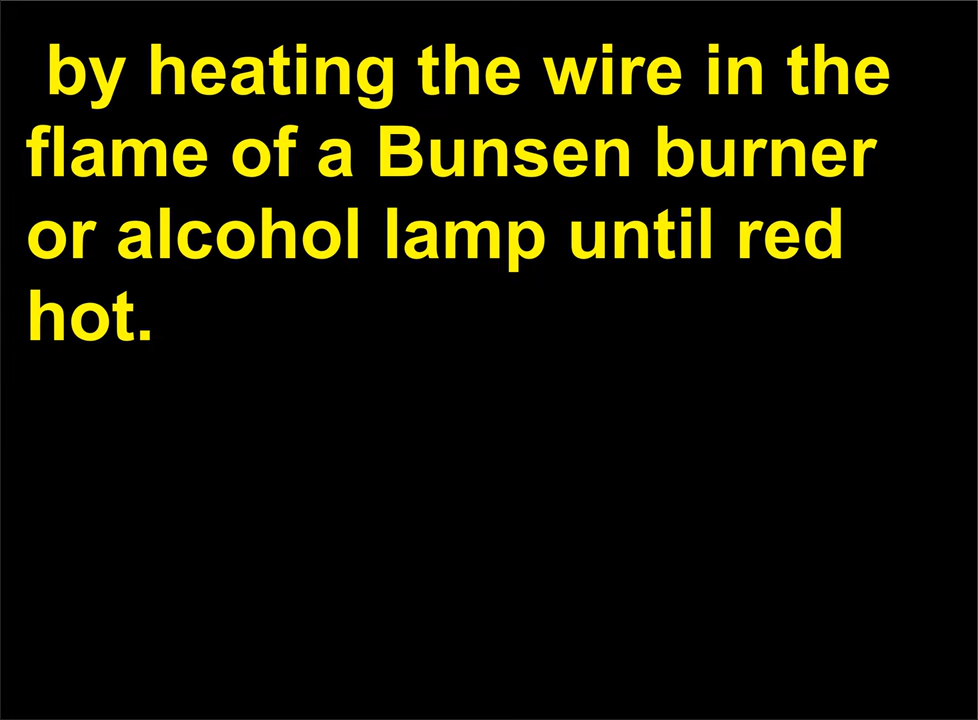 by heating the wire in the
flame of a Bunsen burner
or alcohol lamp until red
hot.